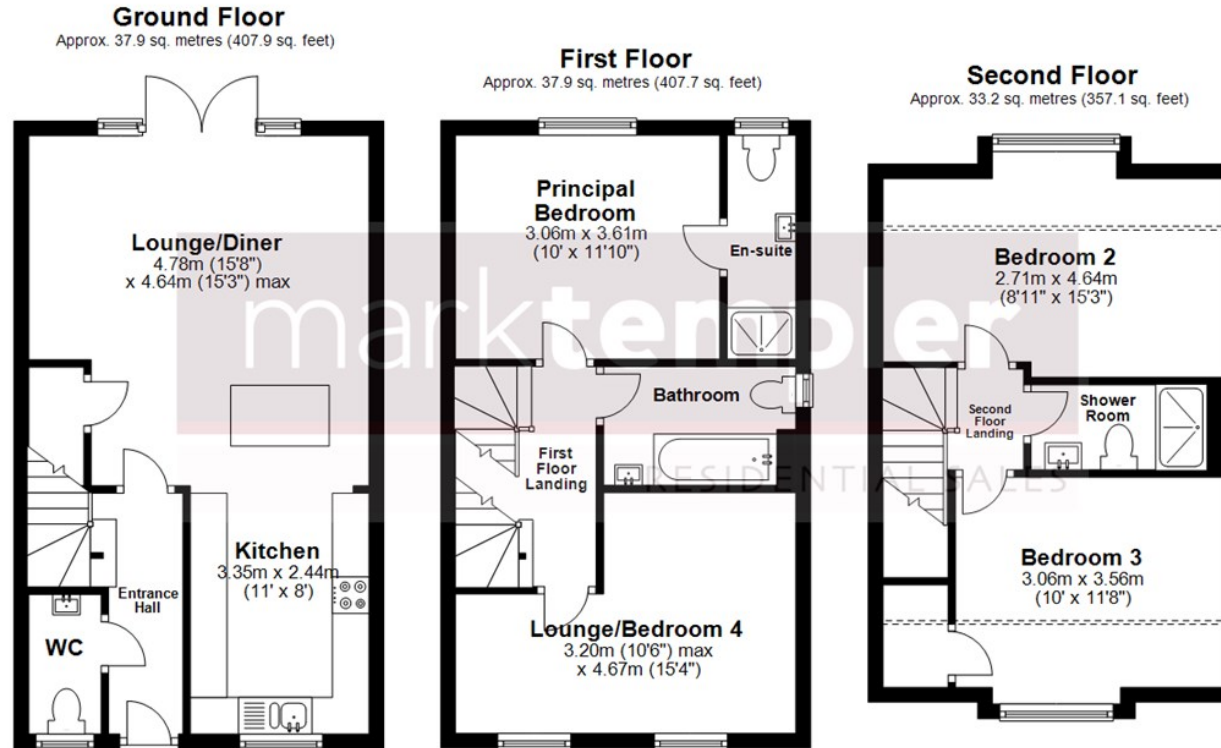 Ground Floor
Approx. 37.9 sq. metres (407.9 sq. feet)
Lounge/Diner
4.78m (15'8")
x 4.64m (15'3") max
Kitchen
3.35m x 2.44m
(11' x 8')
Entrance
Hall
WC
First Floor
Approx. 37.9 sq. metres (407.7 sq. feet)
Principal
Bedroom
3.06m x 3.61m
(10' x 11'10")
En-suite
Bathroom
First
Floor
Landing
Lounge/Bedroom 4
3.20m (10'6") max
x 4.67m (15'4")
Second Floor
Approx. 33.2 sq. metres (357.1 sq. feet)
Bedroom 2
2.71m x 4.64m
(8'11" x 15'3")
Shower
Room
Second
Floor
Landing
Bedroom 3
3.06m x 3.56m
(10' x 11'8")
marktempler
RESIDENTIAL SALES